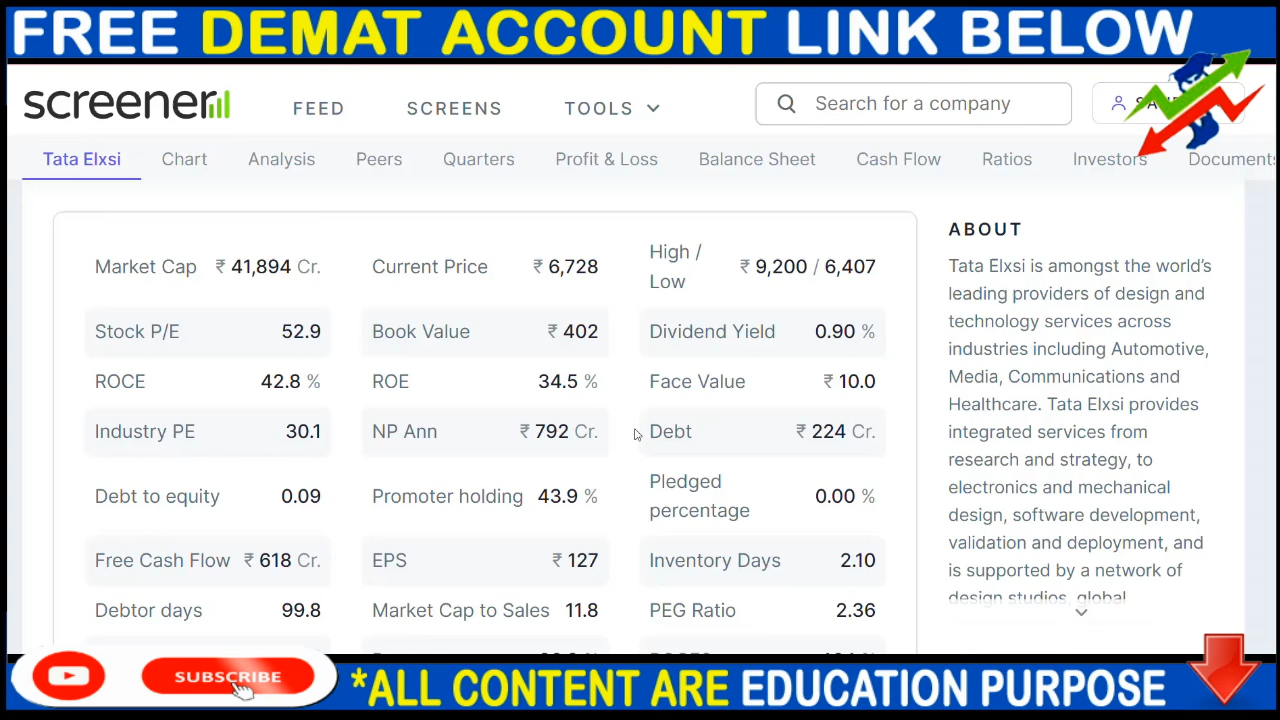 FREE DEMAT ACCOUNT LINK BELOW
screener
FEED
SCREENS
TOOLS
Search for a company
Tata Elxsi
Chart
Analysis
Peers
Quarters
Profit & Loss
Balance Sheet
Cash Flow
Ratios
Investors
Documents
Market Cap ₹ 41,894 Cr.
Current Price ₹ 6,728
High / Low ₹ 9,200 / 6,407
Stock P/E 52.9
Book Value ₹ 402
Dividend Yield 0.90 %
ROCE 42.8 %
ROE 34.5 %
Face Value ₹ 10.0
Industry PE 30.1
NP Ann ₹ 792 Cr.
Debt ₹ 224 Cr.
Debt to equity 0.09
Promoter holding 43.9 %
Pledged percentage 0.00 %
Free Cash Flow ₹ 618 Cr.
EPS ₹ 127
Inventory Days 2.10
Debtor days 99.8
Market Cap to Sales 11.8
PEG Ratio 2.36
ABOUT
Tata Elxsi is amongst the world's
leading providers of design and
technology services across
industries including Automotive,
Media, Communications and
Healthcare. Tata Elxsi provides
integrated services from
research and strategy, to
electronics and mechanical
design, software development,
validation and deployment, and
is supported by a network of
design studios, global
SUBSCRIBE
*ALL CONTENT ARE EDUCATION PURPOSE